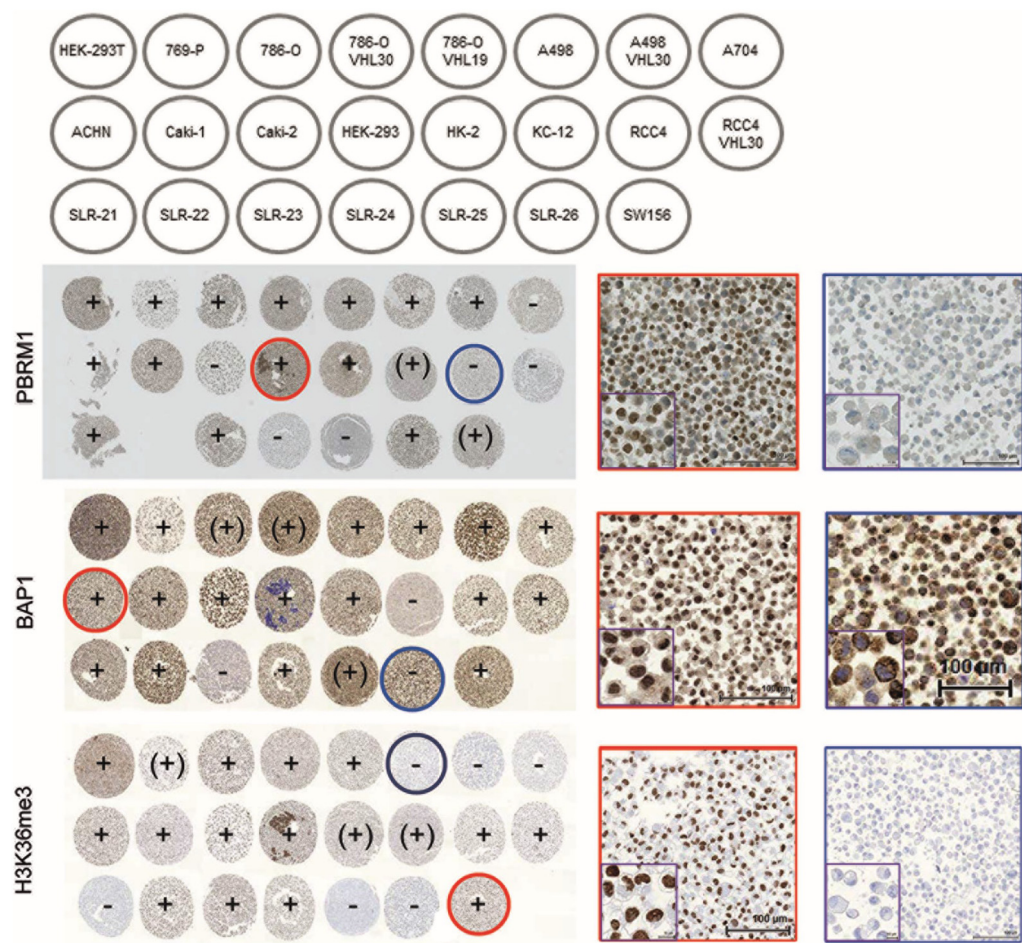 HEK-293T 769-P 786-O 786-O VHL30 786-O VHL19 A498 A498 VHL30 A704
ACHN Caki-1 Caki-2 HEK-293 HK-2 KC-12 RCC4 RCC4 VHL30
SLR-21 SLR-22 SLR-23 SLR-24 SLR-25 SLR-26 SW156
PBRM1
+ + + + + + + -
+ + - + + (+) - -
+ + - - + (+)
BAP1
+ + (+) (+) + + + +
+ + + + + - + +
+ + - + (+) - +
100 µm
100 µm
H3K36me3
+ (+) + + + - - -
+ + + + (+) (+) + +
- + + + - - +
100 µm